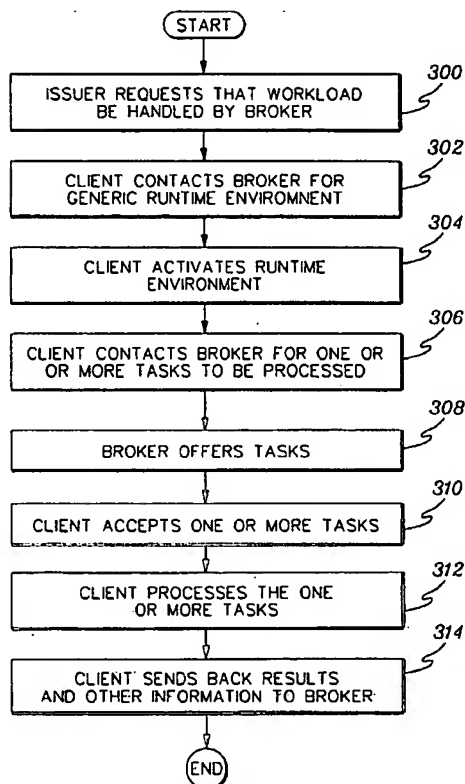 START
300
ISSUER REQUESTS THAT WORKLOAD
BE HANDLED BY BROKER
302
CLIENT CONTACTS BROKER FOR
GENERIC RUNTIME ENVIROMNENT
304
CLIENT ACTIVATES RUNTIME
ENVIRONMENT
306
CLIENT CONTACTS BROKER FOR ONE OR
OR MORE TASKS TO BE PROCESSED
308
BROKER OFFERS TASKS
310
CLIENT ACCEPTS ONE OR MORE TASKS
312
CLIENT PROCESSES THE ONE
OR MORE TASKS
314
CLIENT SENDS BACK RESULTS
AND OTHER INFORMATION TO BROKER
END